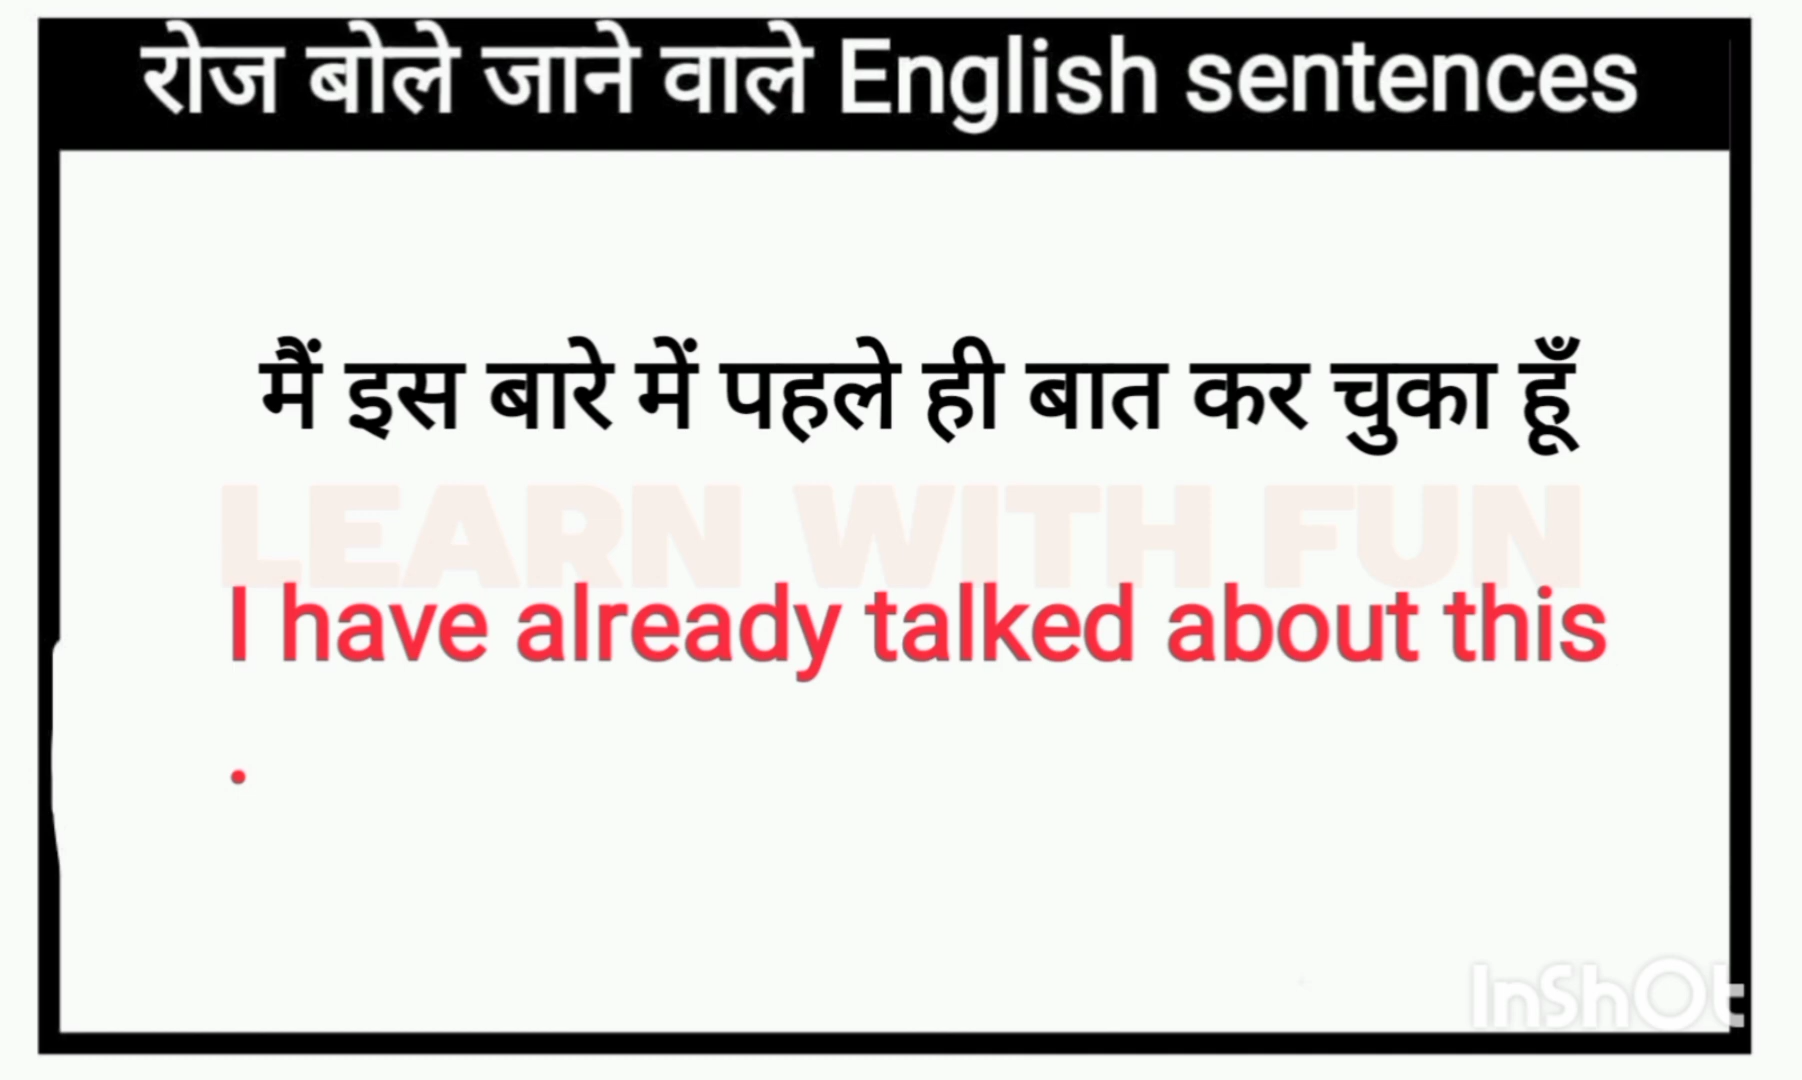 रोज बोले जाने वाले English sentences
मैं इस बारे में पहले ही बात कर चुका हूँ
LEARN WITH FUN
I have already talked about this
.
InShOt